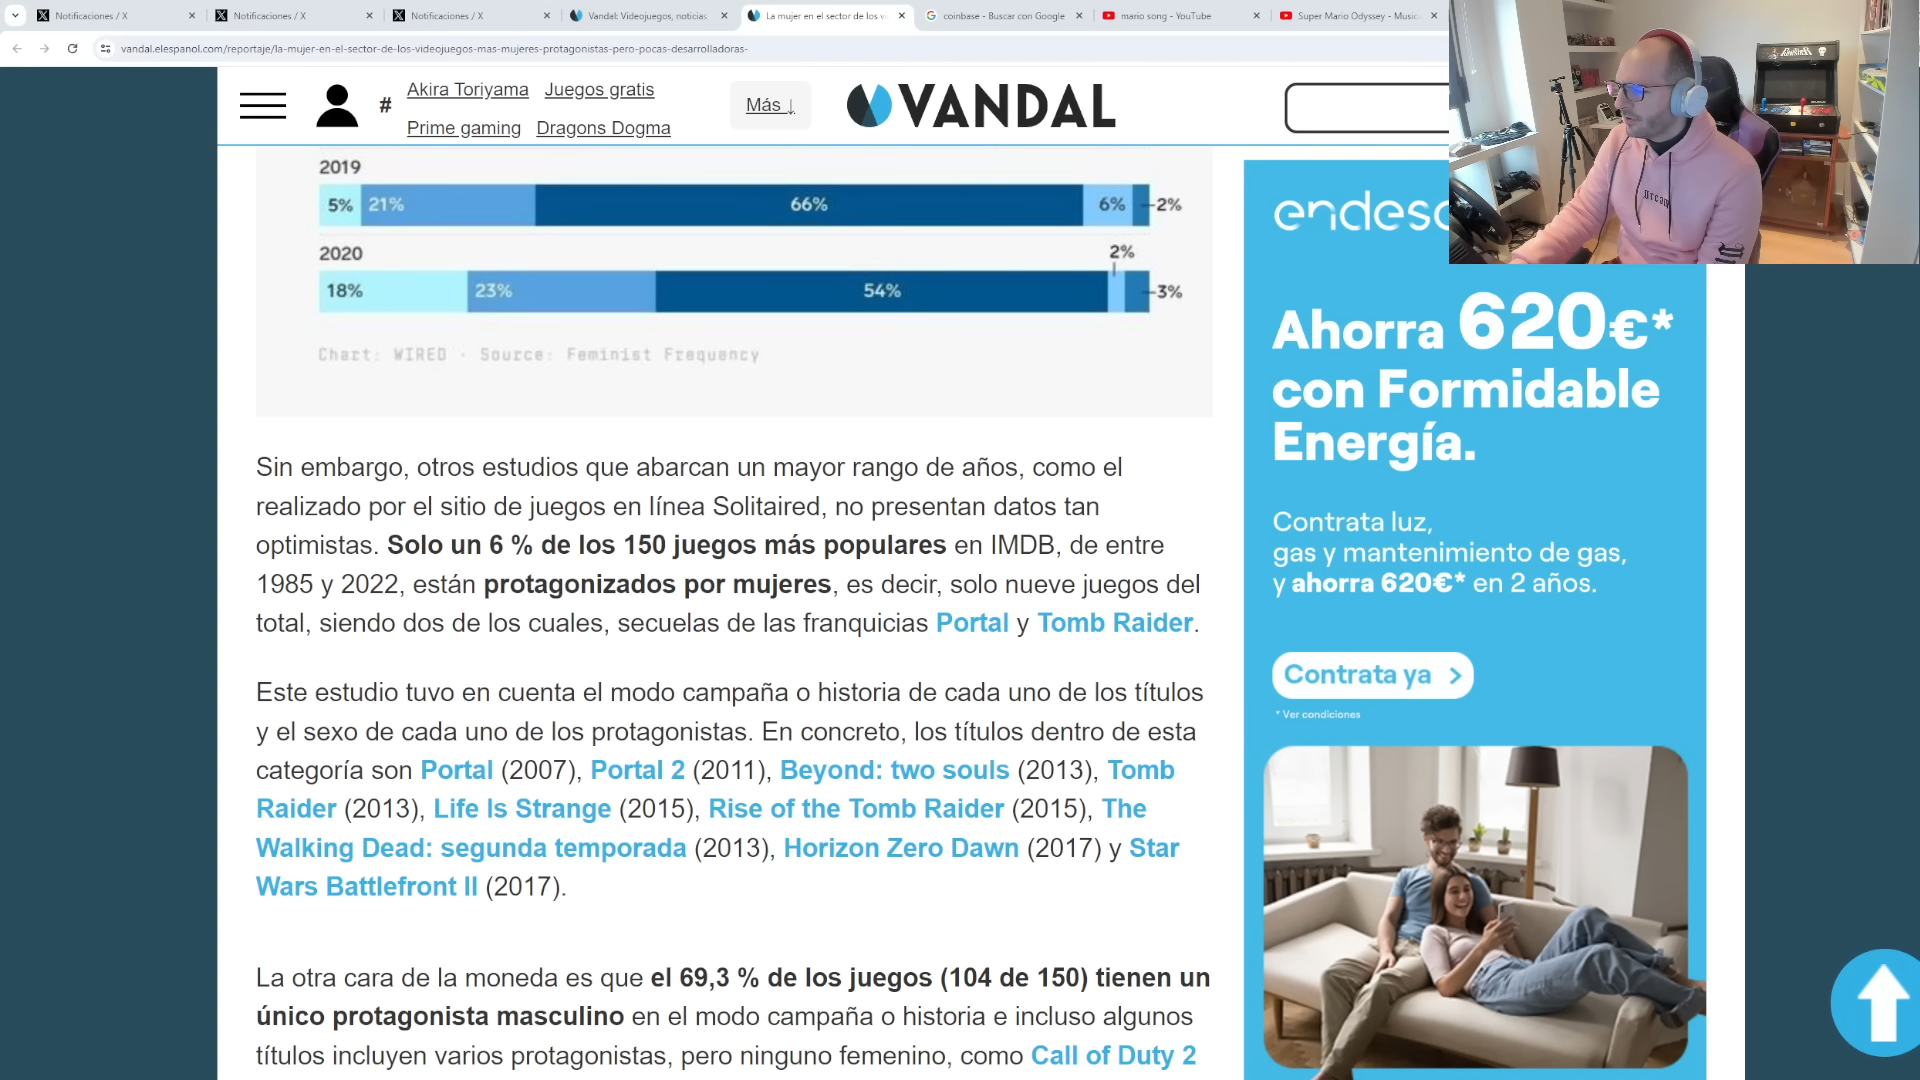 Notificaciones / X
Notificaciones / X
Notificaciones / X
Vandal: Videojuegos, noticias
La mujer en el sector de los
coinbase - Buscar con Google
mario song - YouTube
Super Mario Odyssey - Music
vandal.elespanol.com/reportaje/la-mujer-en-el-sector-de-los-videojuegos-mas-mujeres-protagonistas-pero-pocas-desarrolladoras-
# Akira Toriyama Juegos gratis
Prime gaming Dragons Dogma
Más ↓
VANDAL
2019
5% 21% 66% 6% 2%
2020
2%
18% 23% 54% 3%
Chart: WIRED · Source: Feminist Frequency
Sin embargo, otros estudios que abarcan un mayor rango de años, como el
realizado por el sitio de juegos en línea Solitaired, no presentan datos tan
optimistas. Solo un 6 % de los 150 juegos más populares en IMDB, de entre
1985 y 2022, están protagonizados por mujeres, es decir, solo nueve juegos del
total, siendo dos de los cuales, secuelas de las franquicias Portal y Tomb Raider.
Este estudio tuvo en cuenta el modo campaña o historia de cada uno de los títulos
y el sexo de cada uno de los protagonistas. En concreto, los títulos dentro de esta
categoría son Portal (2007), Portal 2 (2011), Beyond: two souls (2013), Tomb
Raider (2013), Life Is Strange (2015), Rise of the Tomb Raider (2015), The
Walking Dead: segunda temporada (2013), Horizon Zero Dawn (2017) y Star
Wars Battlefront II (2017).
La otra cara de la moneda es que el 69,3 % de los juegos (104 de 150) tienen un
único protagonista masculino en el modo campaña o historia e incluso algunos
títulos incluyen varios protagonistas, pero ninguno femenino, como Call of Duty 2
endesa
Ahorra 620€*
con Formidable
Energía.
Contrata luz,
gas y mantenimiento de gas,
y ahorra 620€* en 2 años.
Contrata ya >
* Ver condiciones